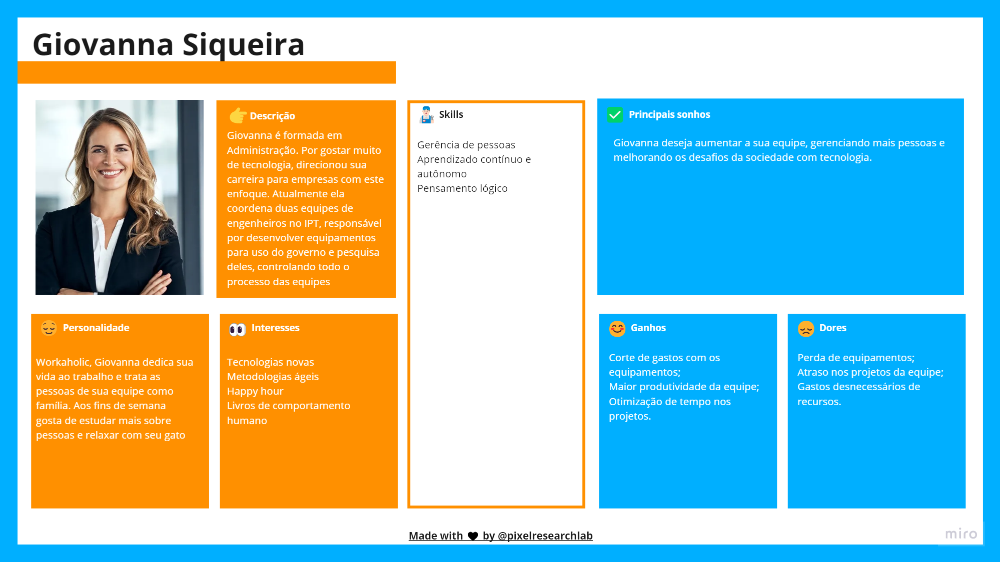 Giovanna Siqueira
Descrição
Giovanna é formada em
Administração. Por gostar muito
de tecnologia, direcionou sua
carreira para empresas com este
enfoque. Atualmente ela
coordena duas equipes de
engenheiros no IPT, responsável
por desenvolver equipamentos
para uso do governo e pesquisa
deles, controlando todo o
processo das equipes
Skills
Gerência de pessoas
Aprendizado contínuo e
autônomo
Pensamento lógico
Principais sonhos
Giovanna deseja aumentar a sua equipe, gerenciando mais pessoas e
melhorando os desafios da sociedade com tecnologia.
Personalidade
Workaholic, Giovanna dedica sua
vida ao trabalho e trata as
pessoas de sua equipe como
família. Aos fins de semana
gosta de estudar mais sobre
pessoas e relaxar com seu gato
Interesses
Tecnologias novas
Metodologias ágeis
Happy hour
Livros de comportamento
humano
Ganhos
Corte de gastos com os
equipamentos;
Maior produtividade da equipe;
Otimização de tempo nos
projetos.
Dores
Perda de equipamentos;
Atraso nos projetos da equipe;
Gastos desnecessários de
recursos.
Made with 🖤 by @pixelresearchlab
miro